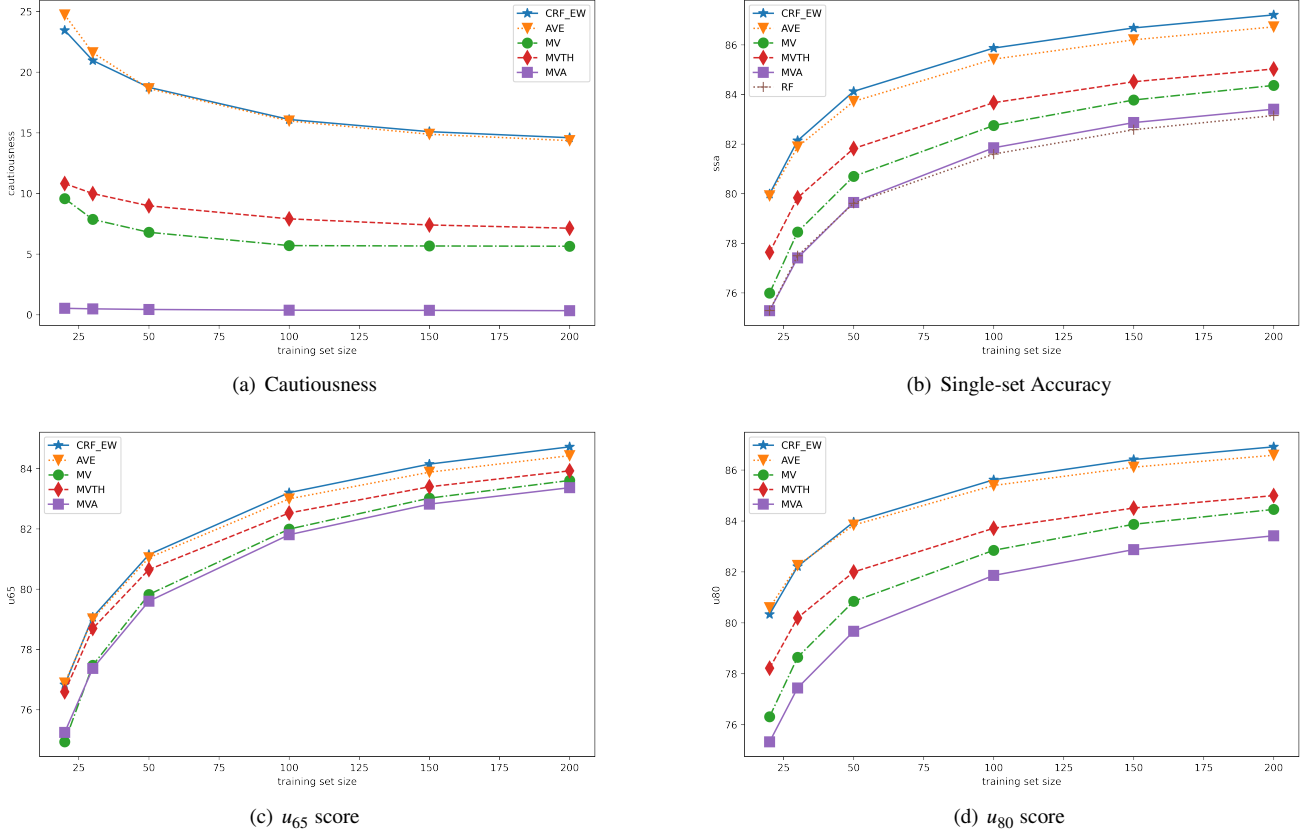 25
20
15
10
5
0
cautiousness
25 50 75 100 125 150 175 200
training set size
CRF_EW
AVE
MV
MVTH
MVA
(a) Cautiousness
86
84
82
80
78
76
ssa
25 50 75 100 125 150 175 200
training set size
CRF_EW
AVE
MV
MVTH
MVA
RF
(b) Single-set Accuracy
84
82
80
78
76
u65
25 50 75 100 125 150 175 200
training set size
CRF_EW
AVE
MV
MVTH
MVA
(c) u65 score
86
84
82
80
78
76
u80
25 50 75 100 125 150 175 200
training set size
CRF_EW
AVE
MV
MVTH
MVA
(d) u80 score